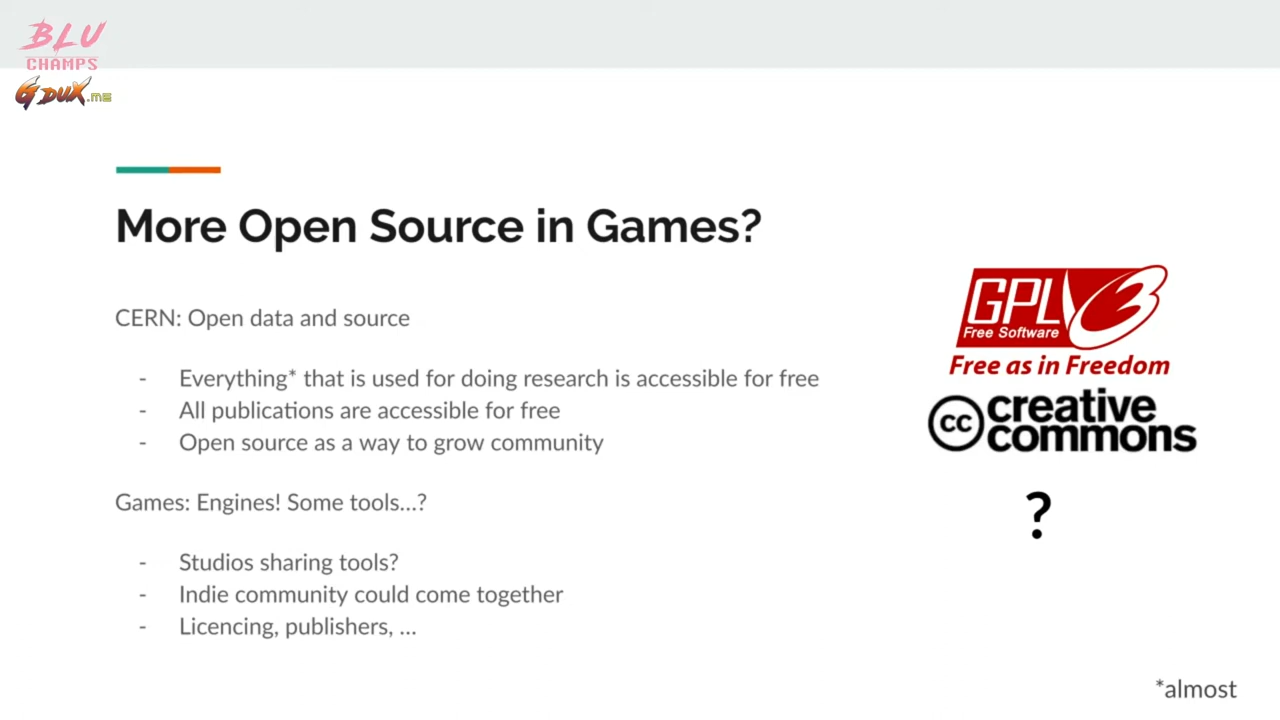 BLU
CHAMPS
G DUX.ME
More Open Source in Games?
CERN: Open data and source
- Everything* that is used for doing research is accessible for free
- All publications are accessible for free
- Open source as a way to grow community
Games: Engines! Some tools...?
- Studios sharing tools?
- Indie community could come together
- Licencing, publishers, ...
GPLV3
Free Software
Free as in Freedom
cc creative
commons
?
*almost